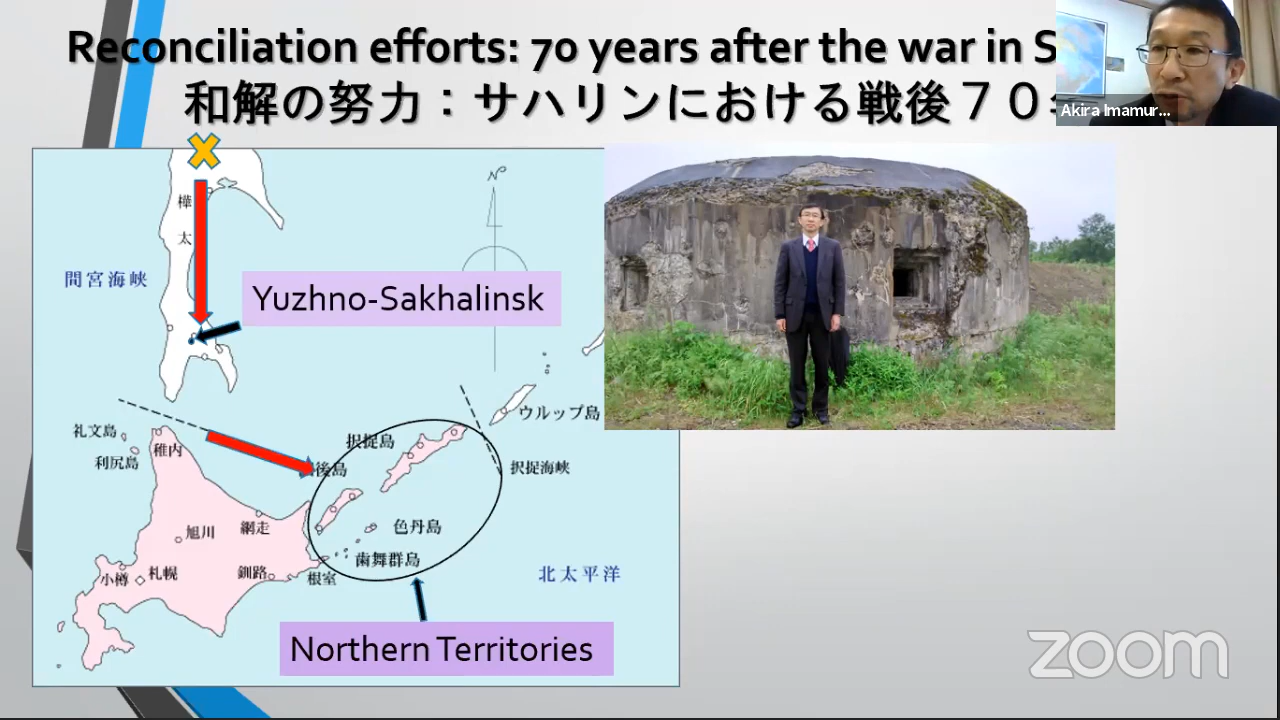 Reconciliation efforts: 70 years after the war in S
和解の努力：サハリンにおける戦後７０
Akira Imamur...
N
樺太
間宮海峡
Yuzhno-Sakhalinsk
ウルップ島
礼文島
稚内
択捉島
利尻島
後島
択捉海峡
旭川
網走
色丹島
歯舞群島
小樽
札幌
釧路
根室
北太平洋
Northern Territories
zoom